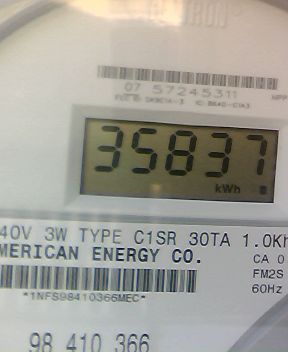 07 57245311
35837
kWh
40V 3W TYPE C1SR 30TA 1.0Kh
MERICAN ENERGY CO.
CA 0
FM2S
60Hz
*1NFS98410366MEC*
98 410 366